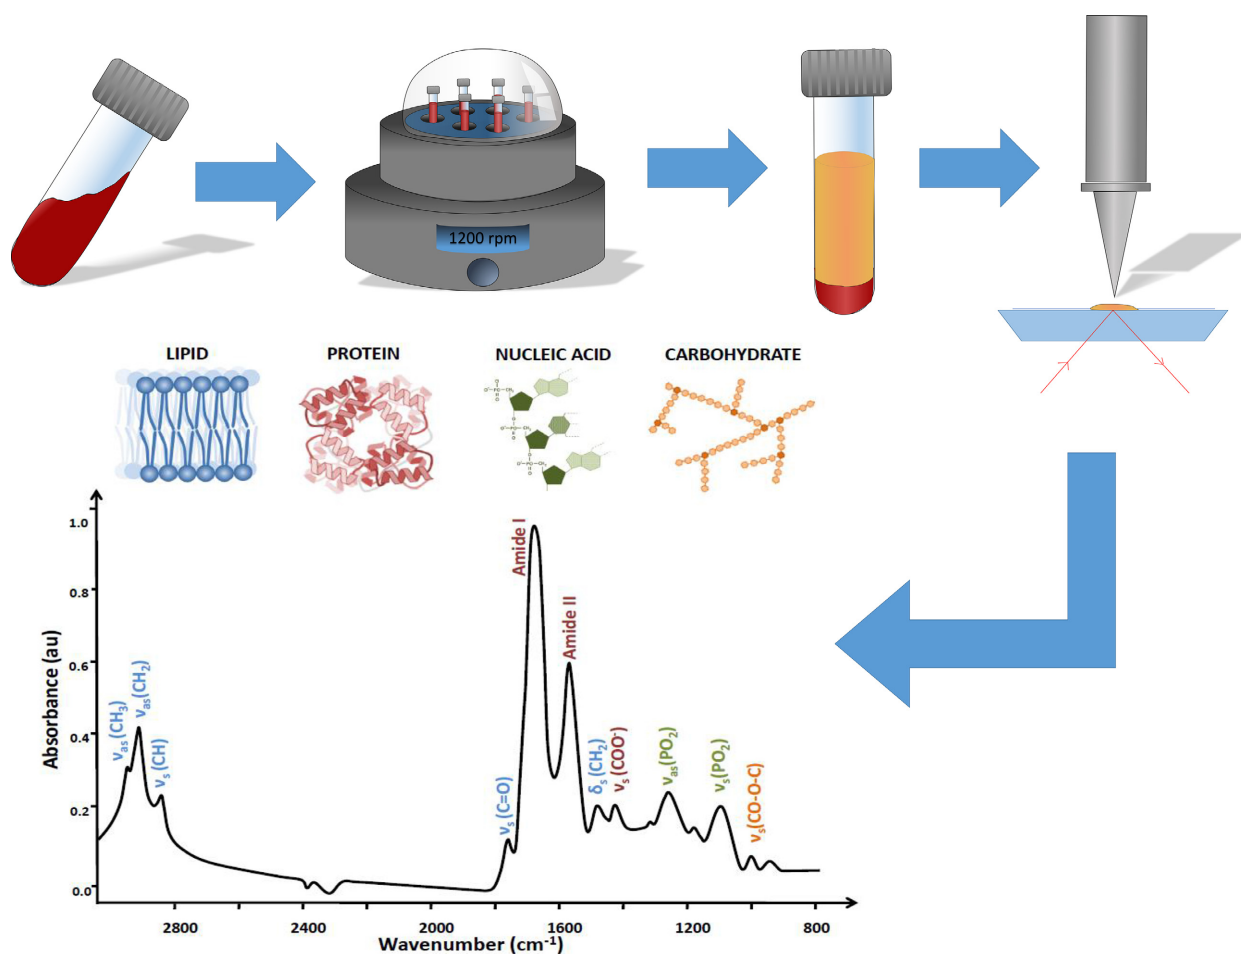 1200 rpm
LIPID
PROTEIN
NUCLEIC ACID
CARBOHYDRATE
Absorbance (au)
1.0
0.8
0.6
0.4
0.2
0.0
νas(CH3)
νas(CH2)
νs (CH)
νs (C=O)
Amide I
Amide II
δs (CH2)
νs (COO-)
νas(PO2)
νs(PO2)
νs(CO-O-C)
2800
2400
2000
1600
1200
800
Wavenumber (cm-1)